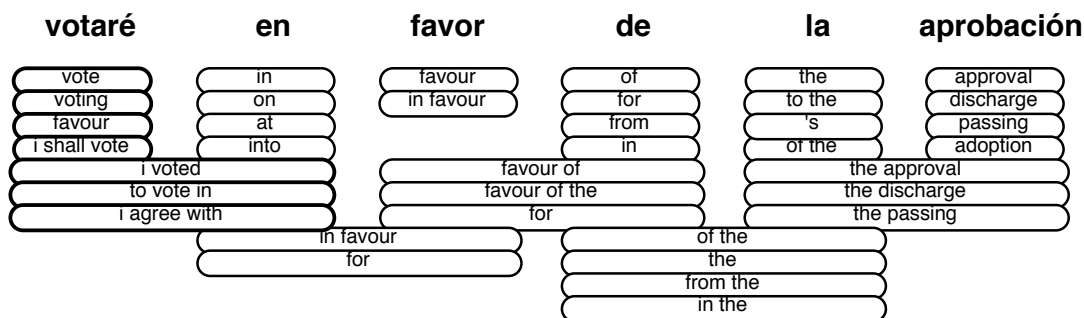 votaré en favor de la aprobación
vote in favour of the approval
voting on in favour for to the discharge
favour at from 's passing
i shall vote into in of the adoption
i voted favour of the approval
to vote in favour of the the discharge
i agree with for the passing
in favour of the
for the
from the
in the